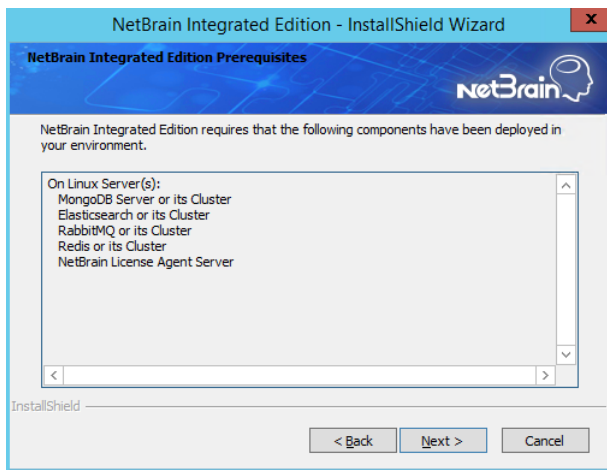 NetBrain Integrated Edition - InstallShield Wizard
x
NetBrain Integrated Edition Prerequisites
NetBrain
NetBrain Integrated Edition requires that the following components have been deployed in
your environment.
On Linux Server(s):
MongoDB Server or its Cluster
Elasticsearch or its Cluster
RabbitMQ or its Cluster
Redis or its Cluster
NetBrain License Agent Server
InstallShield
< Back
Next >
Cancel